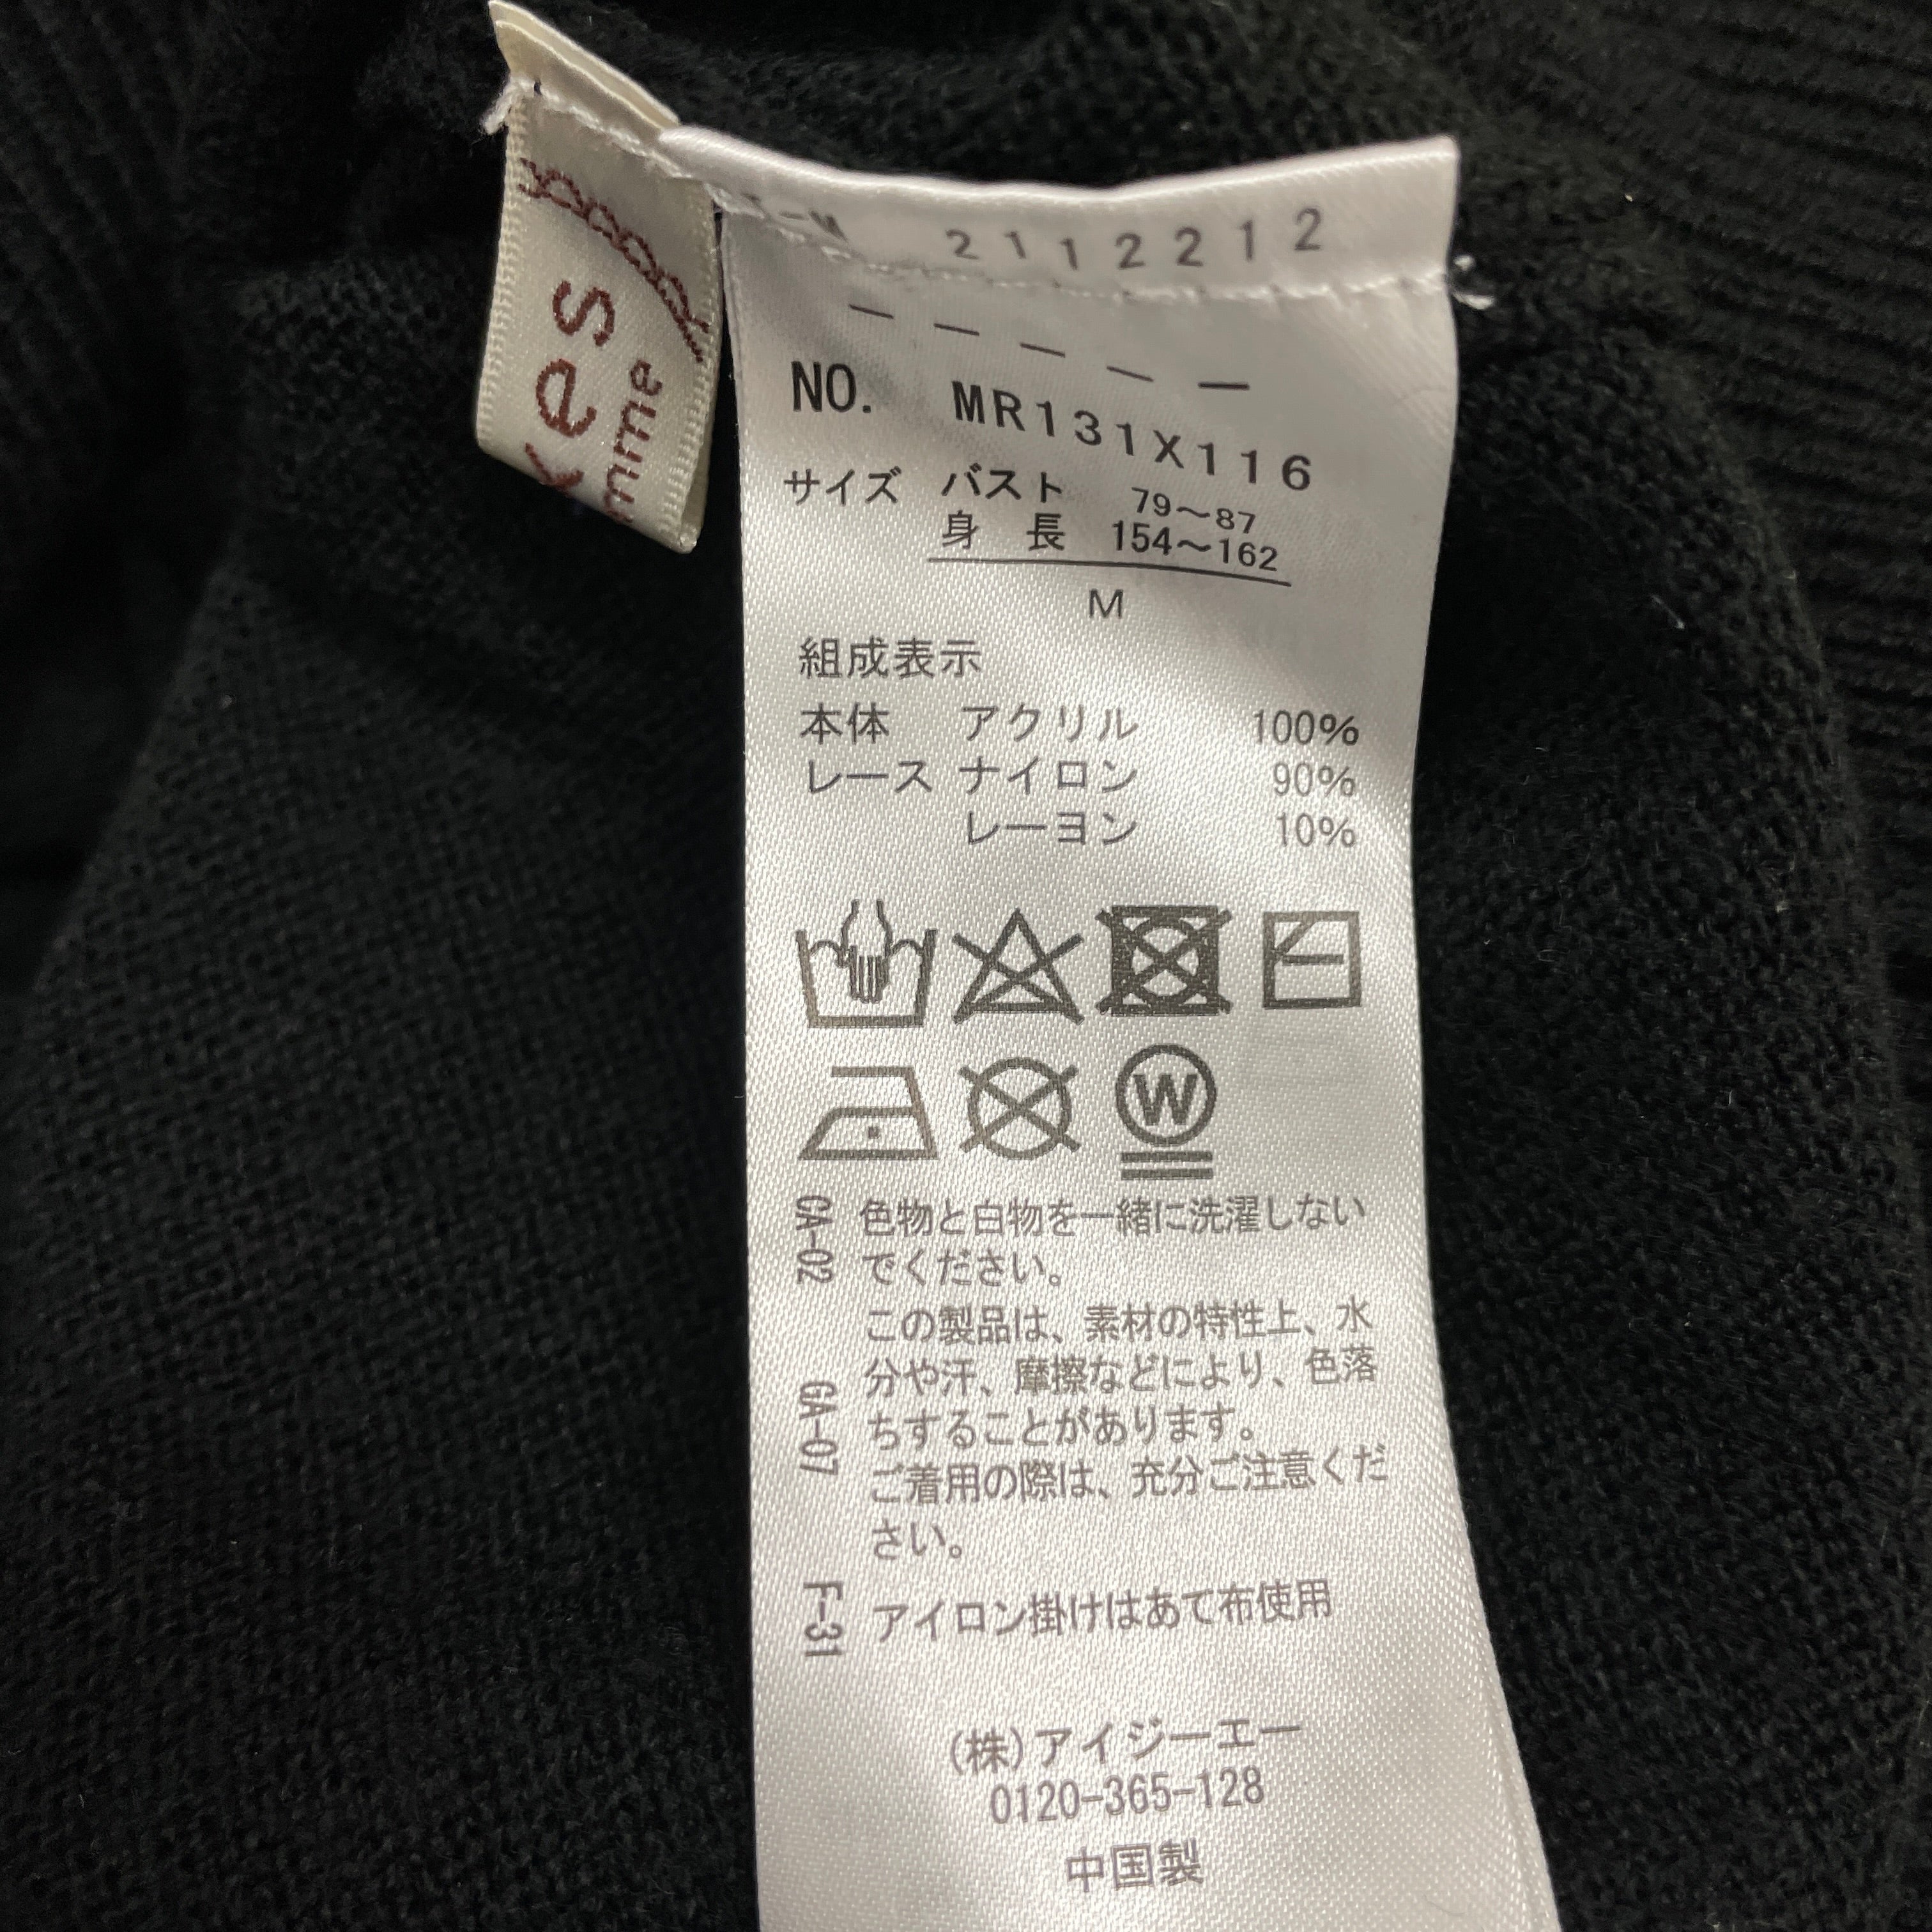 kes
mme
2112212
NO. MR131X116
サイズ バスト 79〜87
身長 154〜162
M
組成表示
本体 アクリル 100%
レース ナイロン 90%
レーヨン 10%
W
CA-02 色物と白物を一緒に洗濯しない
でください。
この製品は、素材の特性上、水
GA-07 分や汗、摩擦などにより、色落
ちすることがあります。
ご着用の際は、充分ご注意くだ
さい。
F-31 アイロン掛けはあて布使用
(株)アイジーエー
0120-365-128
中国製